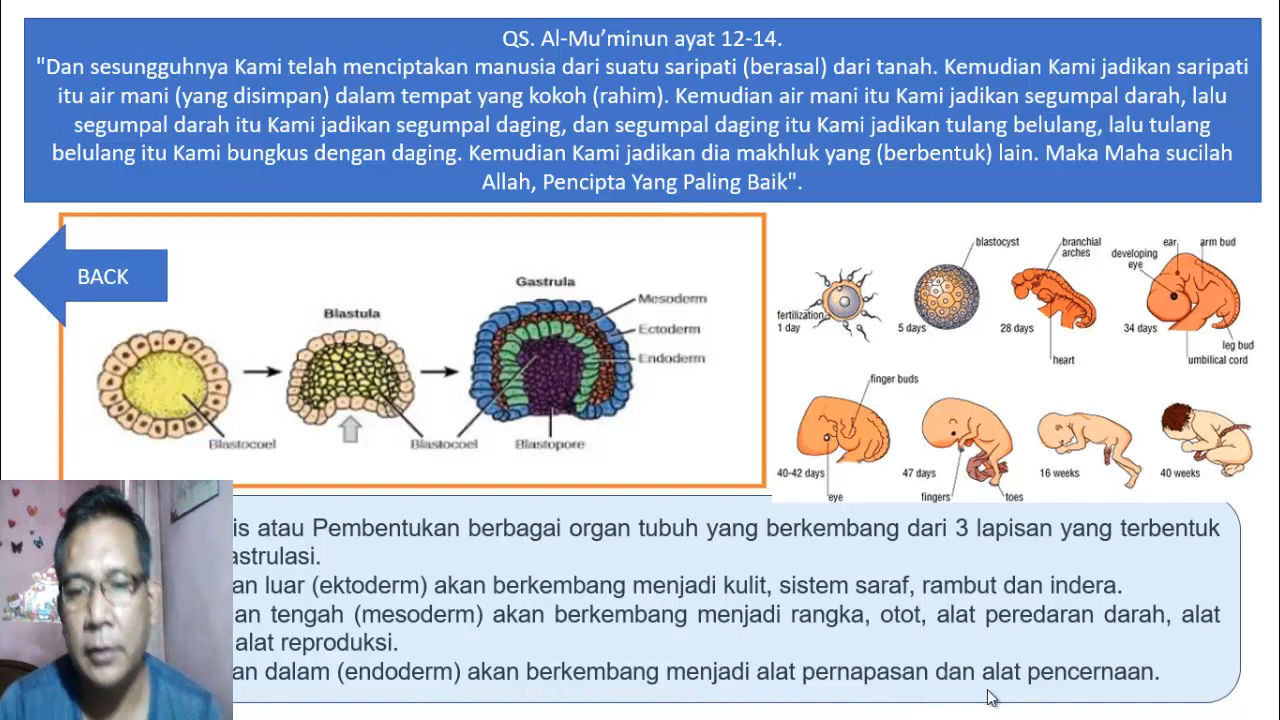 QS. Al-Mu’minun ayat 12-14.
"Dan sesungguhnya Kami telah menciptakan manusia dari suatu saripati (berasal) dari tanah. Kemudian Kami jadikan saripati
itu air mani (yang disimpan) dalam tempat yang kokoh (rahim). Kemudian air mani itu Kami jadikan segumpal darah, lalu
segumpal darah itu Kami jadikan segumpal daging, dan segumpal daging itu Kami jadikan tulang belulang, lalu tulang
belulang itu Kami bungkus dengan daging. Kemudian Kami jadikan dia makhluk yang (berbentuk) lain. Maka Maha sucilah
Allah, Pencipta Yang Paling Baik".
BACK
Blastula
Gastrula
Mesoderm
Ectoderm
Endoderm
Blastocoel
Blastocoel
Blastopore
fertilization
1 day
blastocyst
5 days
branchial
arches
28 days
heart
developing
eye
ear
arm bud
34 days
leg bud
umbilical cord
finger buds
40-42 days
eye
47 days
fingers
toes
16 weeks
40 weeks
is atau Pembentukan berbagai organ tubuh yang berkembang dari 3 lapisan yang terbentuk
astrulasi.
an luar (ektoderm) akan berkembang menjadi kulit, sistem saraf, rambut dan indera.
an tengah (mesoderm) akan berkembang menjadi rangka, otot, alat peredaran darah, alat
alat reproduksi.
an dalam (endoderm) akan berkembang menjadi alat pernapasan dan alat pencernaan.